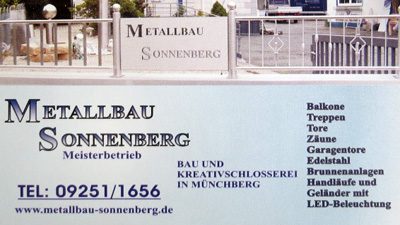 METALLBAU
SONNENBERG
METALLBAU
SONNENBERG
Meisterbetrieb
BAU UND
KREATIVSCHLOSSEREI
IN MÜNCHBERG
TEL: 09251/1656
www.metallbau-sonnenberg.de
Balkone
Treppen
Tore
Zäune
Garagentore
Edelstahl
Brunnenanlagen
Handläufe und
Geländer mit
LED-Beleuchtung